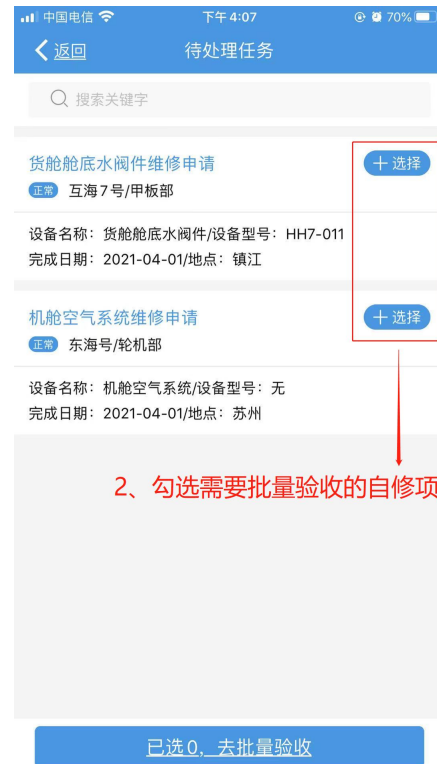 中国电信 下午4:07 70%
返回 待处理任务
搜索关键字
货舱舱底水阀件维修申请 十选择
正常 互海7号/甲板部
设备名称：货舱舱底水阀件/设备型号：HH7-011
完成日期：2021-04-01/地点：镇江
机舱空气系统维修申请 十选择
正常 东海号/轮机部
设备名称：机舱空气系统/设备型号：无
完成日期：2021-04-01/地点：苏州
2、勾选需要批量验收的自修项
已选0，去批量验收